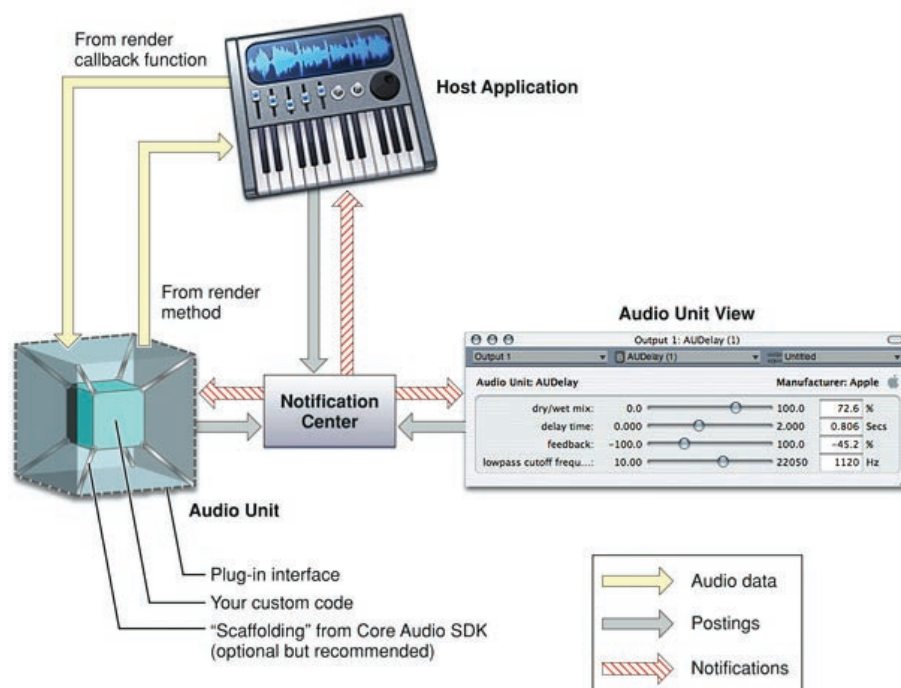 From render
callback function
Host Application
From render
method
Audio Unit View
Output 1: AUDelay (1)
Output 1 AUDelay (1) Untitled
Audio Unit: AUDelay Manufacturer: Apple
dry/wet mix: 0.0 100.0 72.6 %
delay time: 0.000 2.000 0.806 Secs
feedback: -100.0 100.0 -45.2 %
lowpass cutoff frequ...: 10.00 22050 1120 Hz
Notification
Center
Audio Unit
Plug-in interface
Your custom code
“Scaffolding” from Core Audio SDK
(optional but recommended)
Audio data
Postings
Notifications